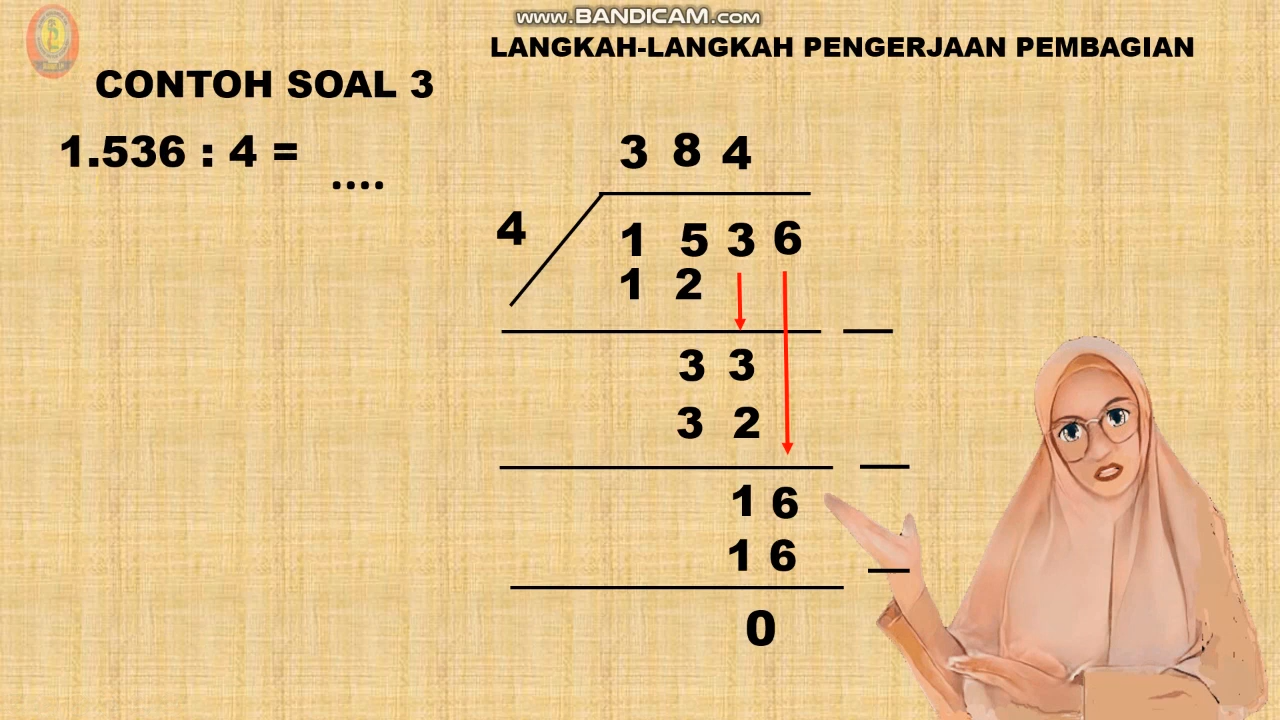 www.BANDICAM.com
LANGKAH-LANGKAH PENGERJAAN PEMBAGIAN
CONTOH SOAL 3
1.536 : 4 = ....
3 8 4
4
1 5 3 6
1 2
3 3
3 2
1 6
1 6
0